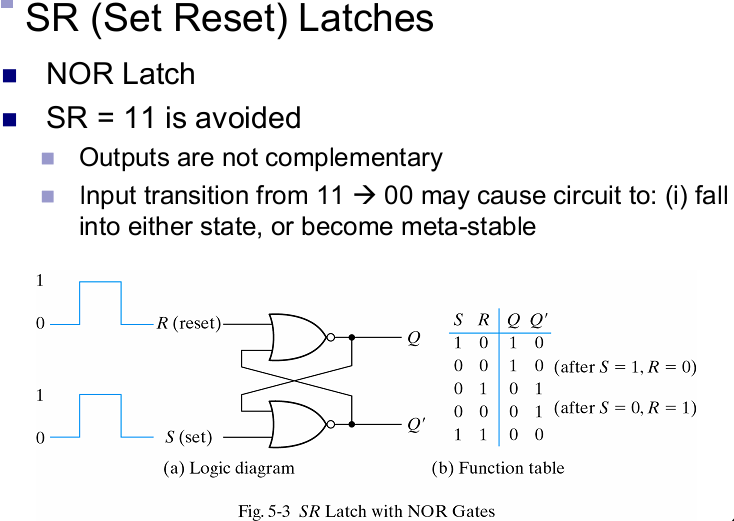 SR (Set Reset) Latches
NOR Latch
SR = 11 is avoided
Outputs are not complementary
Input transition from 11 → 00 may cause circuit to: (i) fall
into either state, or become meta-stable
1
0
R (reset)
Q
1
0
S (set)
Q'
S R Q Q'
1 0 1 0
0 0 1 0 (after S = 1, R = 0)
0 1 0 1
0 0 0 1 (after S = 0, R = 1)
1 1 0 0
(a) Logic diagram
(b) Function table
Fig. 5-3 SR Latch with NOR Gates